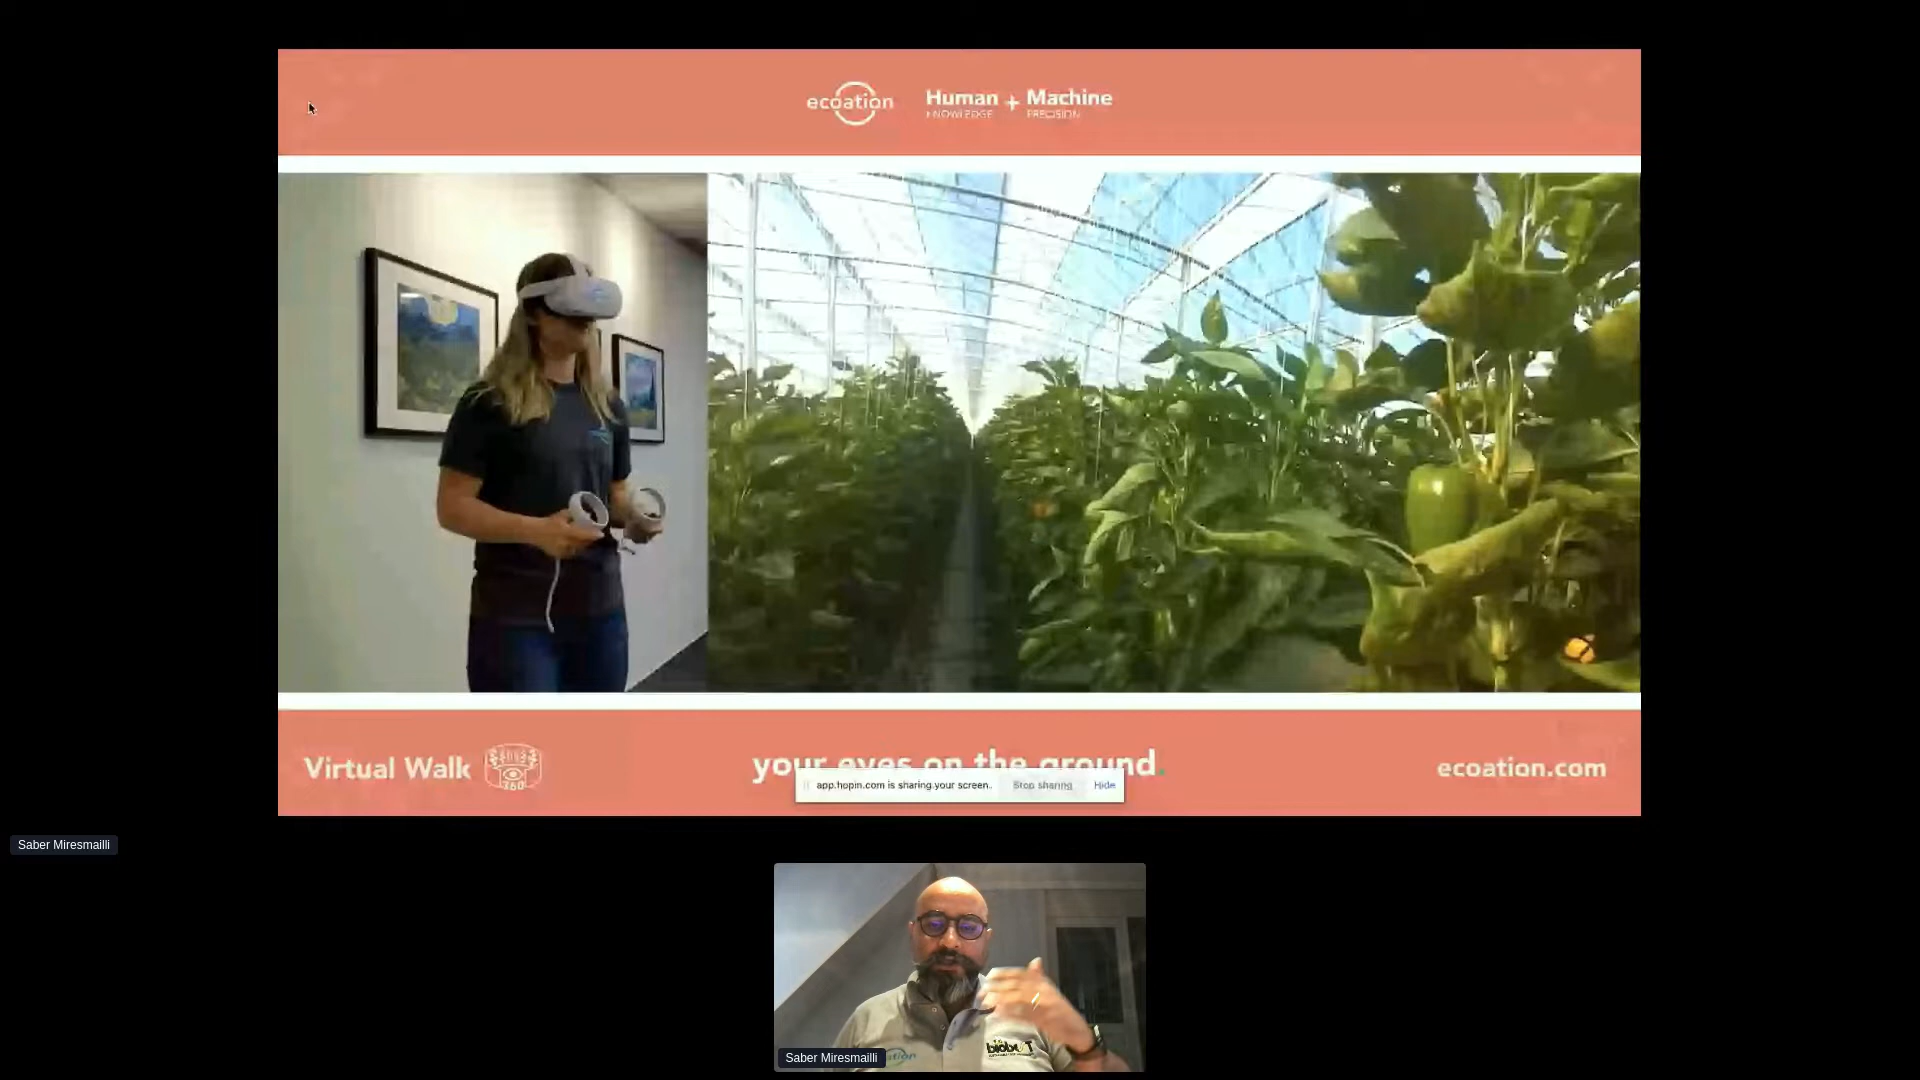 ecoation
Human + Machine
KNOWLEDGE PRECISION
Virtual Walk
360
your eyes on the ground.
ecoation.com
app.hopin.com is sharing your screen.
Stop sharing
Hide
Saber Miresmailli
biobot
Saber Miresmailli